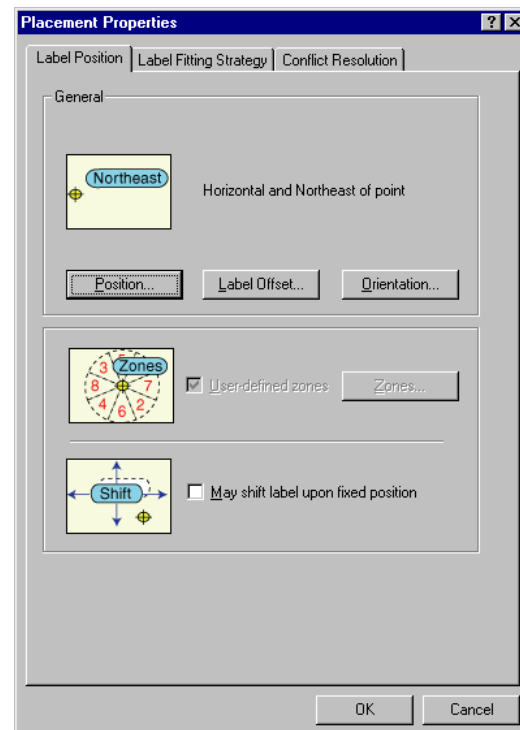 Placement Properties
Label Position Label Fitting Strategy Conflict Resolution
General
Northeast
Horizontal and Northeast of point
Position... Label Offset... Orientation...
3 5 Zones
8 7
4 6 2
User-defined zones Zones...
Shift
May shift label upon fixed position
OK Cancel